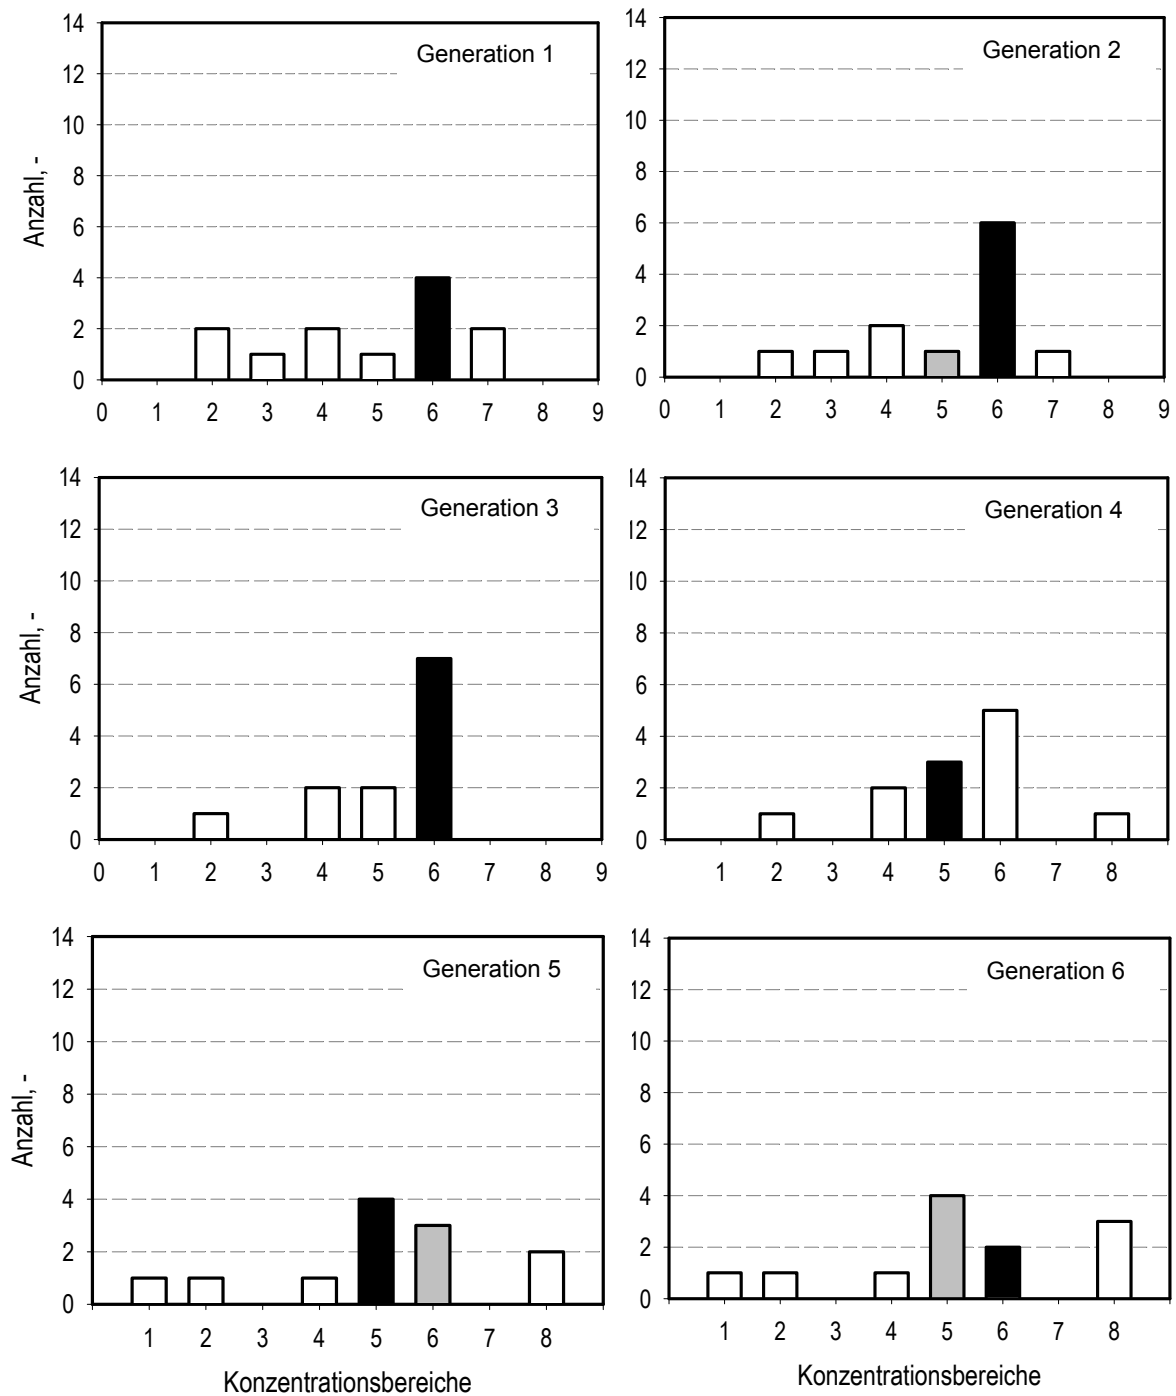 Generation 1
14
12
10
8
6
4
2
0
0 1 2 3 4 5 6 7 8 9
Anzahl, -
Generation 2
14
12
10
8
6
4
2
0
0 1 2 3 4 5 6 7 8 9
Generation 3
14
12
10
8
6
4
2
0
0 1 2 3 4 5 6 7 8 9
Anzahl, -
Generation 4
14
12
10
8
6
4
2
0
1 2 3 4 5 6 7 8
Generation 5
14
12
10
8
6
4
2
0
1 2 3 4 5 6 7 8
Anzahl, -
Konzentrationsbereiche
Generation 6
14
12
10
8
6
4
2
0
1 2 3 4 5 6 7 8
Konzentrationsbereiche